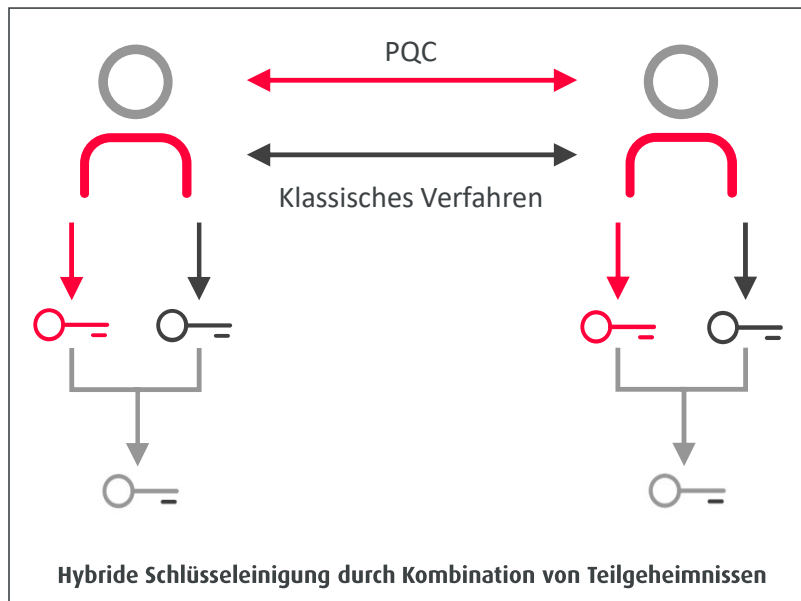 PQC
Klassisches Verfahren
Hybride Schlüsseleinigung durch Kombination von Teilgeheimnissen